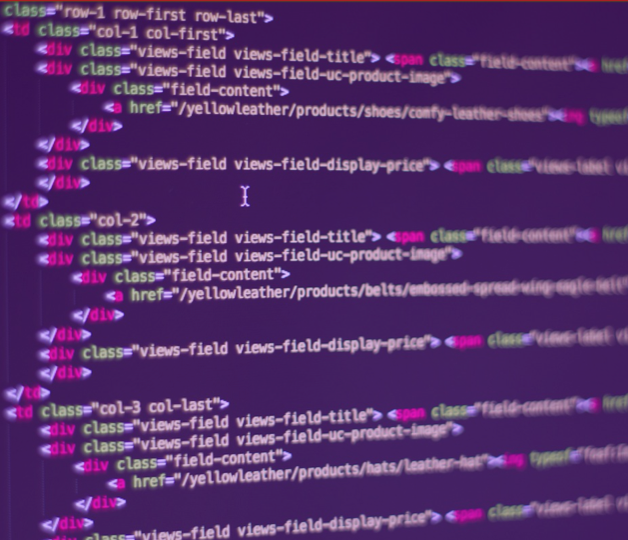 class="row-1 row-first row-last">
<td class="col-1 col-first">
<div class="views-field views-field-title"> <span class="field-content"><a href
<div class="views-field views-field-uc-product-image">
<div class="field-content">
<a href="/yellowleather/products/shoes/comfy-leather-shoes"><img typeof
</div>
</div>
<div class="views-field views-field-display-price"> <span class="views-label
</div>
</td>
<td class="col-2">
<div class="views-field views-field-title"> <span class="field-content"><a href
<div class="views-field views-field-uc-product-image">
<div class="field-content">
<a href="/yellowleather/products/belts/embossed-spread-wing-eagle-belt"
</div>
</div>
<div class="views-field views-field-display-price"> <span class="views-label
</div>
</td>
<td class="col-3 col-last">
<div class="views-field views-field-title"> <span class="field-content"><a href
<div class="views-field views-field-uc-product-image">
<div class="field-content">
<a href="/yellowleather/products/hats/leather-hat"><img typeof=
</div>
</div>
<div class="views-field views-field-display-price"> <span class="views-label